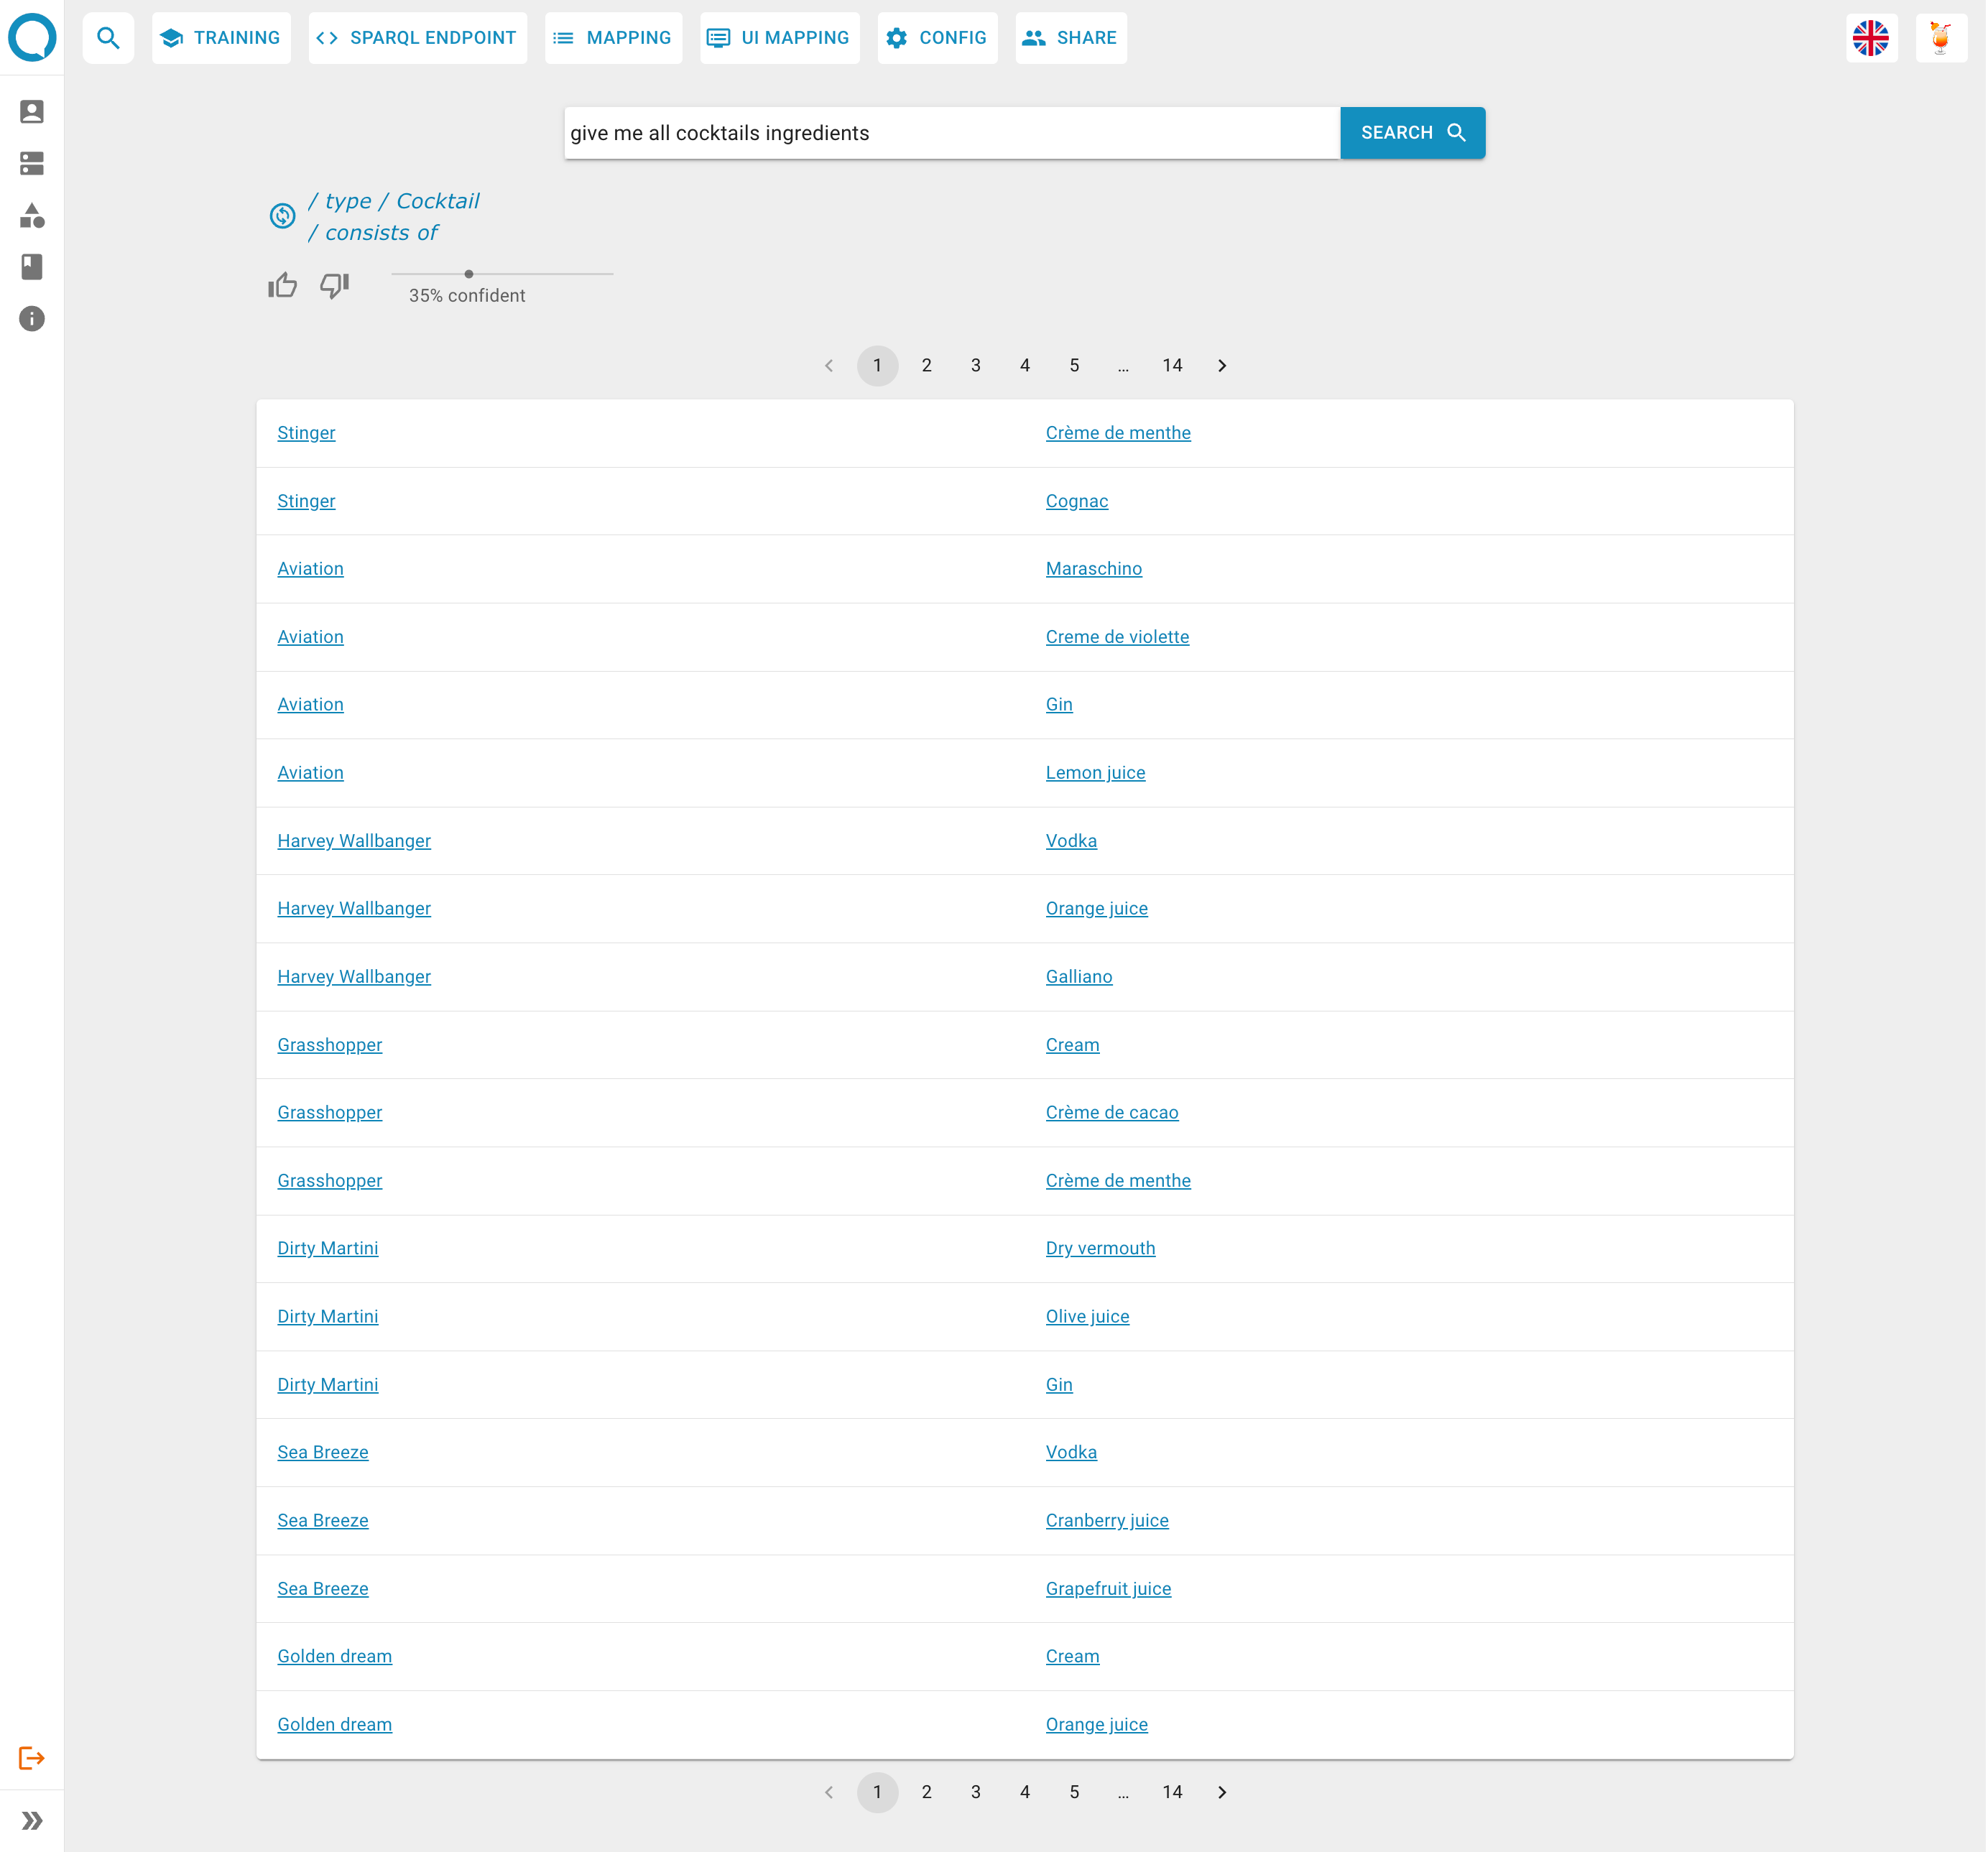 TRAINING SPARQL ENDPOINT MAPPING UI MAPPING CONFIG SHARE
give me all cocktails ingredients SEARCH
/ type / Cocktail
/ consists of
35% confident
1 2 3 4 5 ... 14
Stinger Crème de menthe
Stinger Cognac
Aviation Maraschino
Aviation Creme de violette
Aviation Gin
Aviation Lemon juice
Harvey Wallbanger Vodka
Harvey Wallbanger Orange juice
Harvey Wallbanger Galliano
Grasshopper Cream
Grasshopper Crème de cacao
Grasshopper Crème de menthe
Dirty Martini Dry vermouth
Dirty Martini Olive juice
Dirty Martini Gin
Sea Breeze Vodka
Sea Breeze Cranberry juice
Sea Breeze Grapefruit juice
Golden dream Cream
Golden dream Orange juice
1 2 3 4 5 ... 14